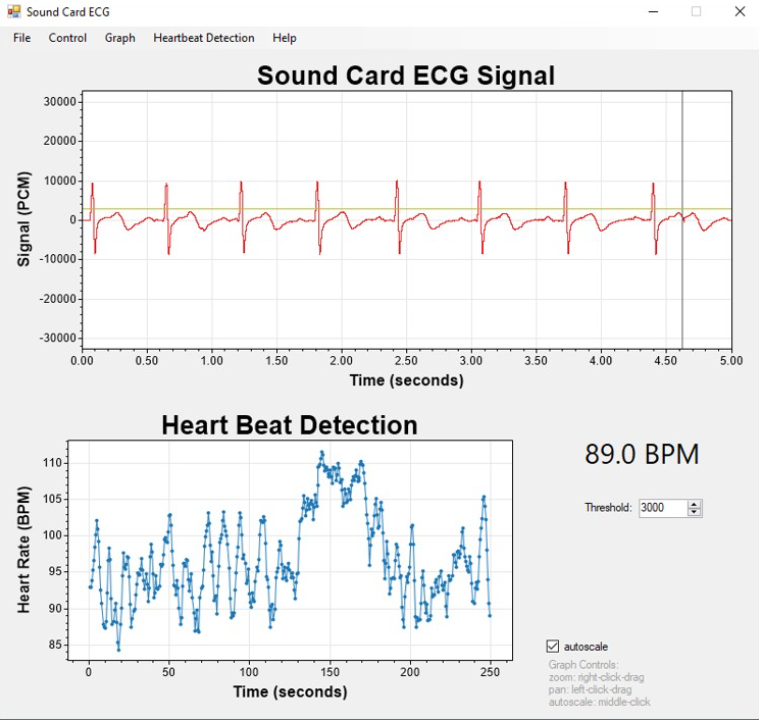 Sound Card ECG
File Control Graph Heartbeat Detection Help
Sound Card ECG Signal
Signal (PCM)
30000
20000
10000
0
-10000
-20000
-30000
0.00 0.50 1.00 1.50 2.00 2.50 3.00 3.50 4.00 4.50 5.00
Time (seconds)
Heart Beat Detection
Heart Rate (BPM)
110
105
100
95
90
85
0 50 100 150 200 250
Time (seconds)
89.0 BPM
Threshold: 3000
autoscale
Graph Controls:
zoom: right-click-drag
pan: left-click-drag
autoscale: middle-click